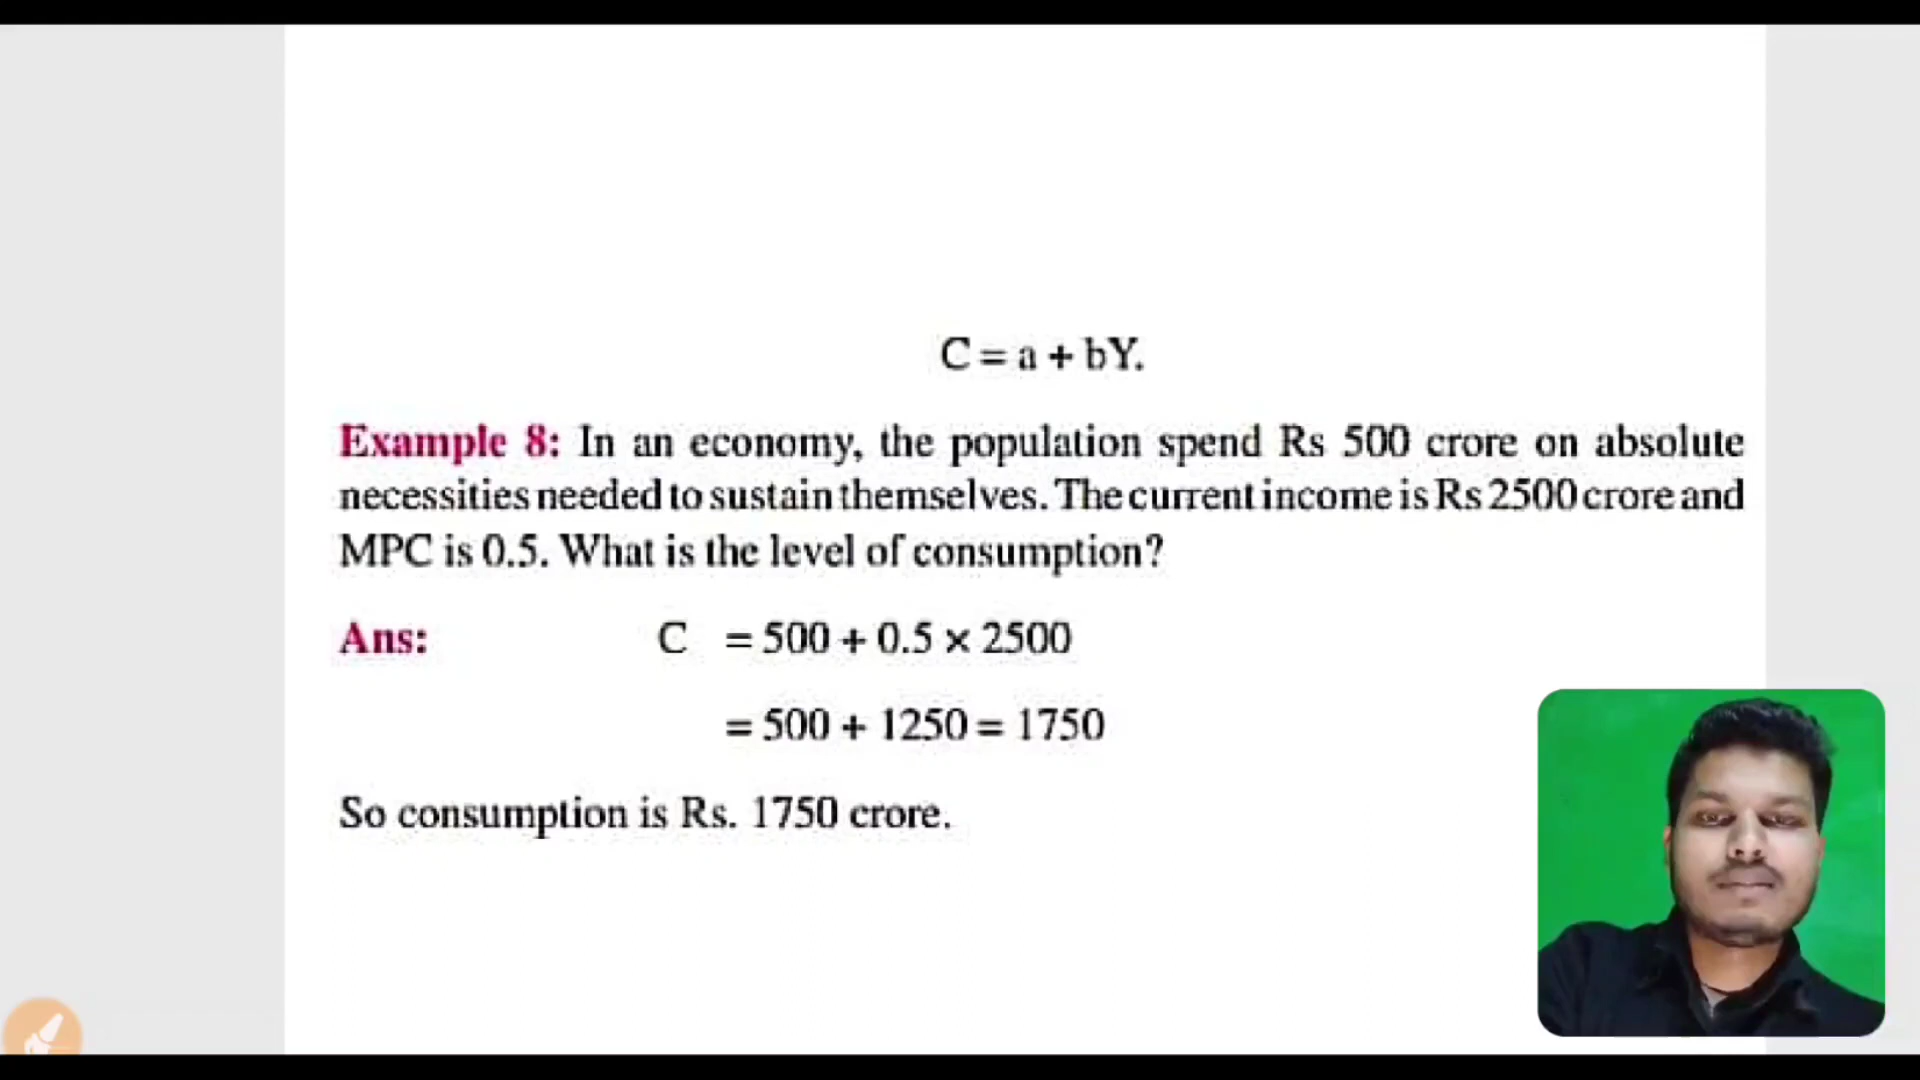 C = a + bY.
Example 8: In an economy, the population spend Rs 500 crore on absolute
necessities needed to sustain themselves. The current income is Rs 2500 crore and
MPC is 0.5. What is the level of consumption?
Ans: C = 500 + 0.5 × 2500
= 500 + 1250 = 1750
So consumption is Rs. 1750 crore.